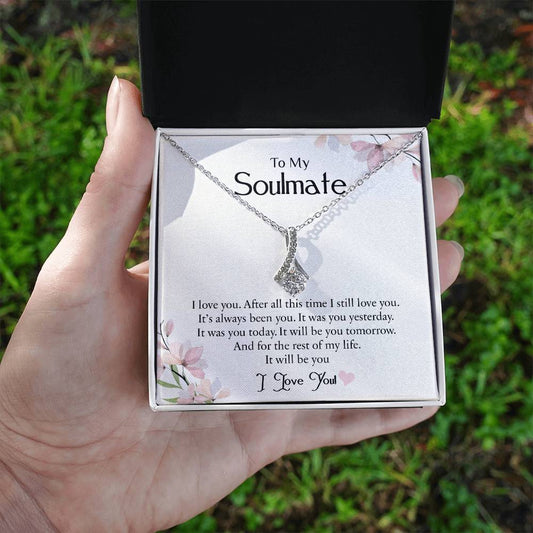 To My
Soulmate
I love you. After all this time I still love you.
It's always been you. It was you yesterday.
It was you today. It will be you tomorrow.
And for the rest of my life.
It will be you
I Love You!